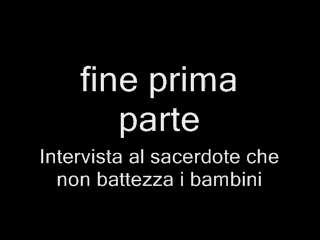 fine prima
parte
Intervista al sacerdote che
non battezza i bambini